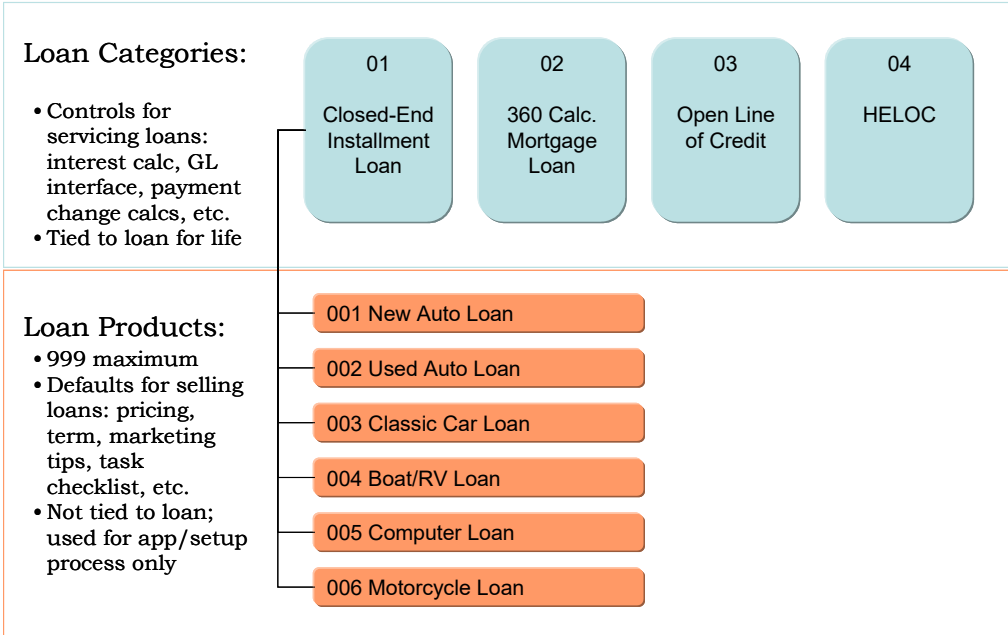 Loan Categories:
• Controls for
servicing loans:
interest calc, GL
interface, payment
change calcs, etc.
• Tied to loan for life
01
Closed-End
Installment
Loan
02
360 Calc.
Mortgage
Loan
03
Open Line
of Credit
04
HELOC
Loan Products:
• 999 maximum
• Defaults for selling
loans: pricing,
term, marketing
tips, task
checklist, etc.
• Not tied to loan;
used for app/setup
process only
001 New Auto Loan
002 Used Auto Loan
003 Classic Car Loan
004 Boat/RV Loan
005 Computer Loan
006 Motorcycle Loan